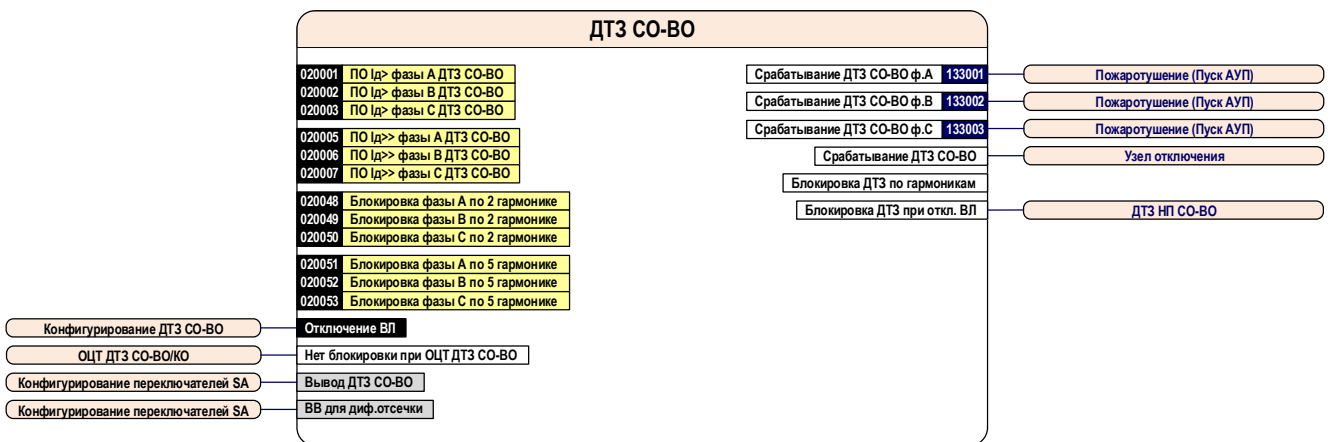 ДТЗ СО-ВО
020001 ПО Iд> фазы А ДТЗ СО-ВО
020002 ПО Iд> фазы В ДТЗ СО-ВО
020003 ПО Iд> фазы С ДТЗ СО-ВО
020005 ПО Iд>> фазы А ДТЗ СО-ВО
020006 ПО Iд>> фазы В ДТЗ СО-ВО
020007 ПО Iд>> фазы С ДТЗ СО-ВО
020048 Блокировка фазы А по 2 гармонике
020049 Блокировка фазы В по 2 гармонике
020050 Блокировка фазы С по 2 гармонике
020051 Блокировка фазы А по 5 гармонике
020052 Блокировка фазы В по 5 гармонике
020053 Блокировка фазы С по 5 гармонике
Конфигурирование ДТЗ СО-ВО Отключение ВЛ
ОЦТ ДТЗ СО-ВО/КО Нет блокировки при ОЦТ ДТЗ СО-ВО
Конфигурирование переключателей SA Вывод ДТЗ СО-ВО
Конфигурирование переключателей SA ВВ для диф.отсечки
Срабатывание ДТЗ СО-ВО ф.А 133001 Пожаротушение (Пуск АУП)
Срабатывание ДТЗ СО-ВО ф.В 133002 Пожаротушение (Пуск АУП)
Срабатывание ДТЗ СО-ВО ф.С 133003 Пожаротушение (Пуск АУП)
Срабатывание ДТЗ СО-ВО Узел отключения
Блокировка ДТЗ по гармоникам
Блокировка ДТЗ при откл. ВЛ ДТЗ НП СО-ВО